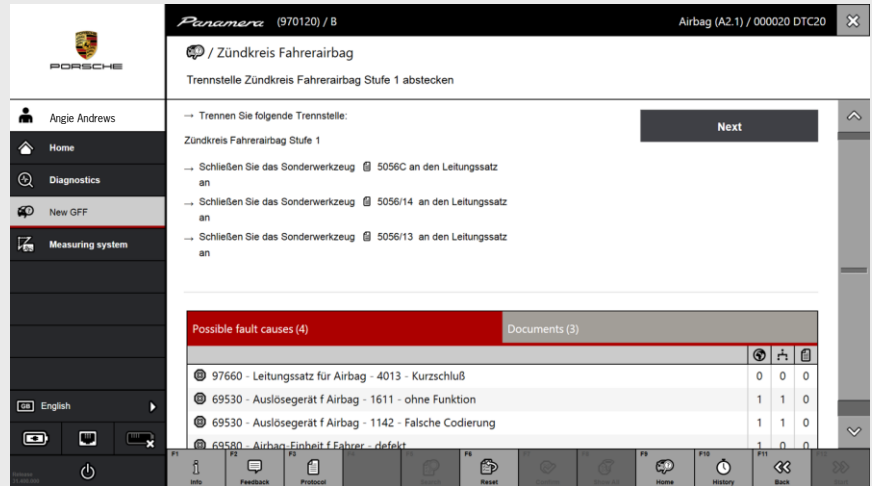 Panamera (970120) / B
Airbag (A2.1) / 000020 DTC20
PORSCHE
/ Zündkreis Fahrerairbag
Trennstelle Zündkreis Fahrerairbag Stufe 1 abstecken
Angie Andrews
Home
Diagnostics
New GFF
Measuring system
GB English
→ Trennen Sie folgende Trennstelle:
Zündkreis Fahrerairbag Stufe 1
→ Schließen Sie das Sonderwerkzeug 5056C an den Leitungssatz
an
→ Schließen Sie das Sonderwerkzeug 5056/14 an den Leitungssatz
an
→ Schließen Sie das Sonderwerkzeug 5056/13 an den Leitungssatz
an
Next
Possible fault causes (4)
Documents (3)
97660 - Leitungssatz für Airbag - 4013 - Kurzschluß 0 0 0
69530 - Auslösegerät f Airbag - 1611 - ohne Funktion 1 1 0
69530 - Auslösegerät f Airbag - 1142 - Falsche Codierung 1 1 0
69580 - Airbag-Einheit f Fahrer - defekt 1 0 0
F1 Info
F2 Feedback
F3 Protocol
F6 Reset
F9 Home
F10 History
F11 Back